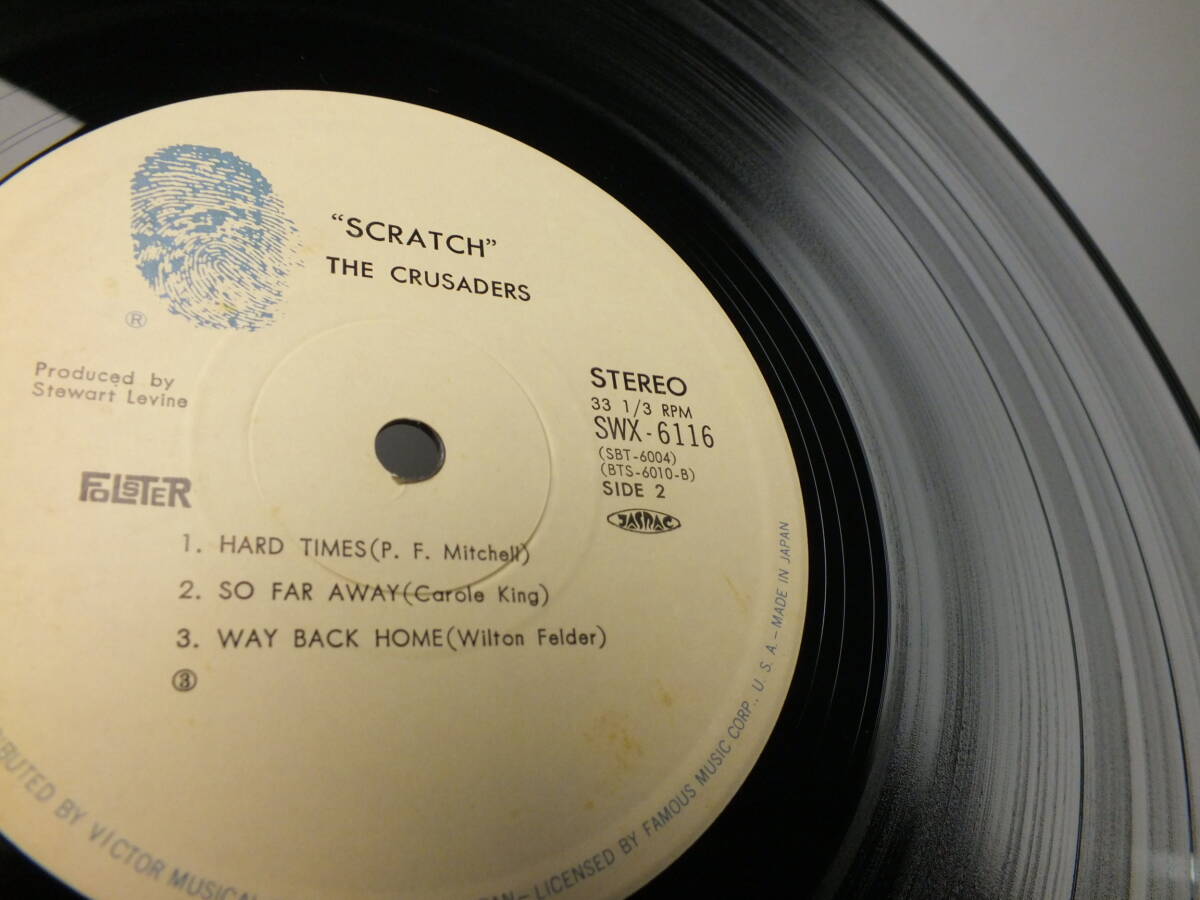 “SCRATCH”
THE CRUSADERS
®
Produced by
Stewart Levine
STEREO
33 1/3 RPM
SWX-6116
(SBT-6004)
(BTS-6010-B)
SIDE 2
JASRAC
1. HARD TIMES(P. F. Mitchell)
2. SO FAR AWAY(Carole King)
3. WAY BACK HOME(Wilton Felder)
③
BUTED BY VICTOR MUSICAL
AN-LICENSED BY FAMOUS MUSIC CORP., U. S. A.-MADE IN JAPAN